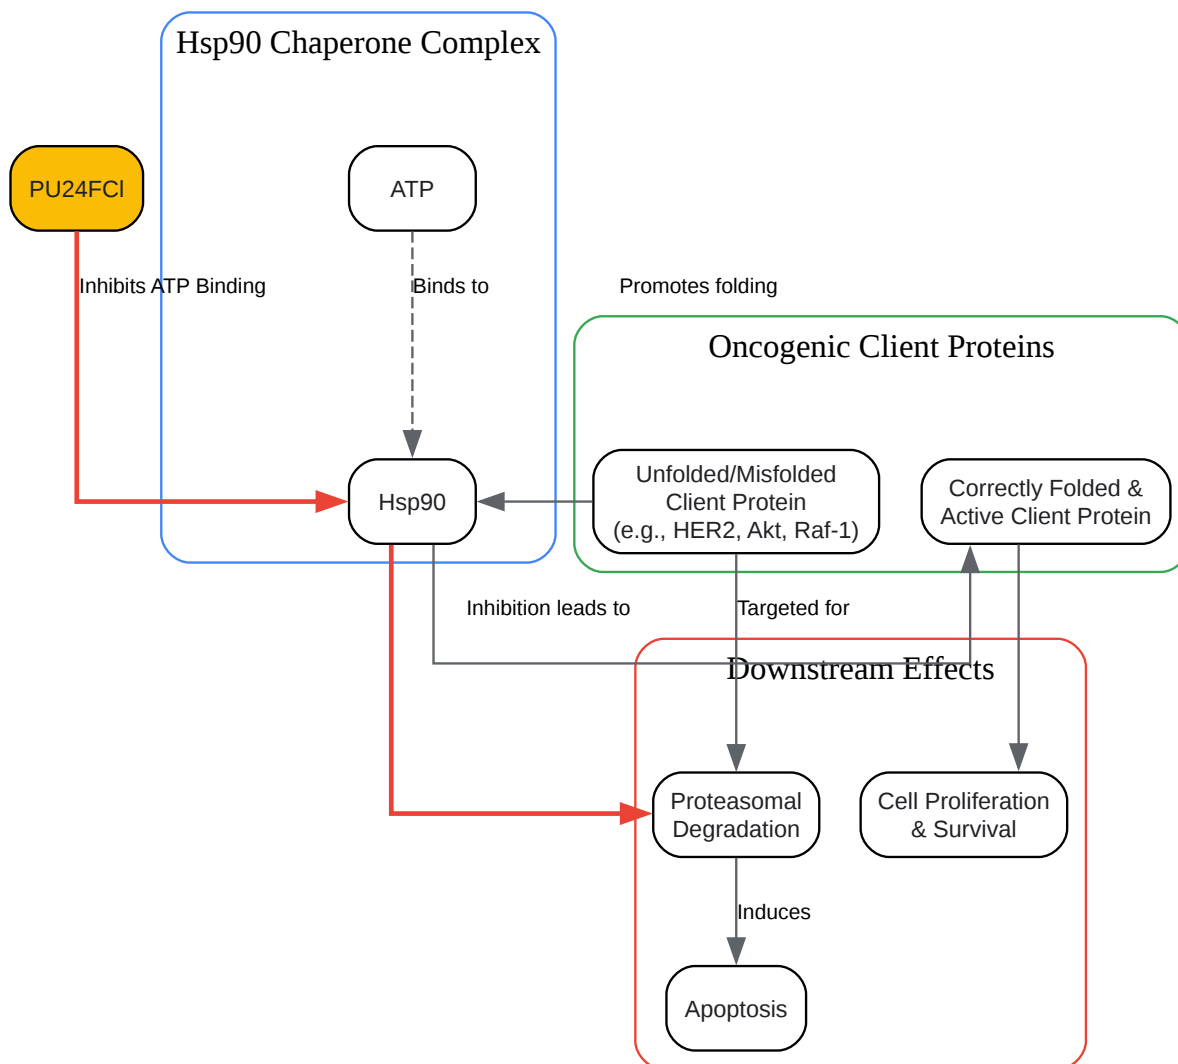 Hsp90 Chaperone Complex
PU24FCl
ATP
Inhibits ATP Binding
Binds to
Promotes folding
Oncogenic Client Proteins
Hsp90
Unfolded/Misfolded
Client Protein
(e.g., HER2, Akt, Raf-1)
Correctly Folded &
Active Client Protein
Inhibition leads to
Targeted for
Downstream Effects
Proteasomal
Degradation
Cell Proliferation
& Survival
Induces
Apoptosis